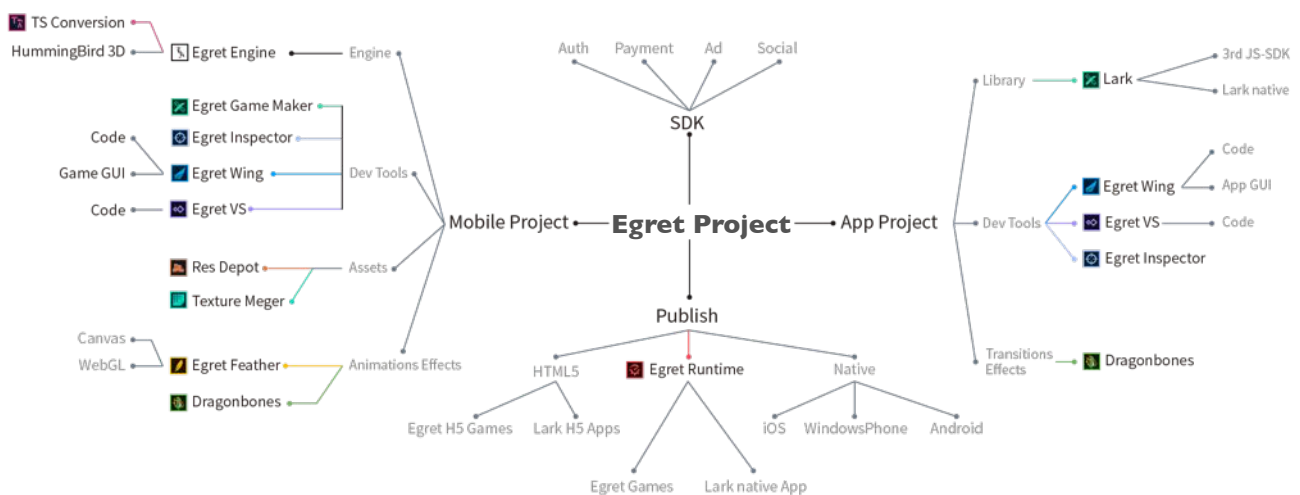 TS Conversion
HummingBird 3D
Egret Engine
Engine
Egret Game Maker
Egret Inspector
Code
Game GUI
Egret Wing
Dev Tools
Code
Egret VS
Mobile Project
Res Depot
Assets
Texture Meger
Canvas
WebGL
Egret Feather
Animations Effects
Dragonbones
Auth
Payment
Ad
Social
SDK
Egret Project
Publish
HTML5
Egret Runtime
Native
Egret H5 Games
Lark H5 Apps
iOS
WindowsPhone
Android
Egret Games
Lark native App
App Project
Library
Lark
3rd JS-SDK
Lark native
Dev Tools
Egret Wing
Code
App GUI
Egret VS
Code
Egret Inspector
Transitions
Effects
Dragonbones